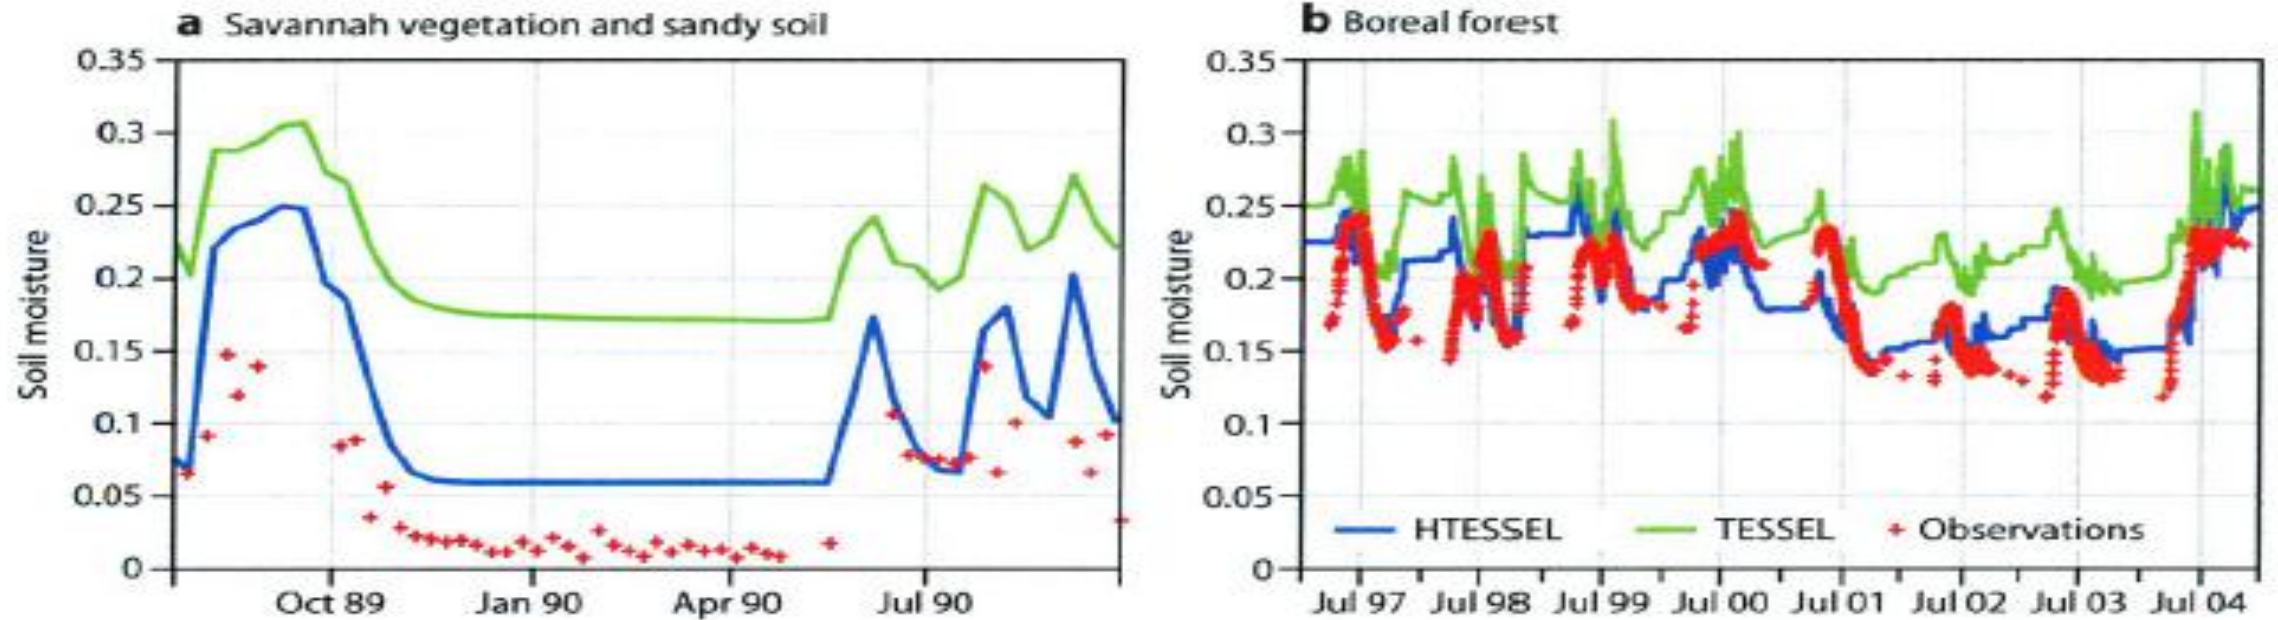 a Savannah vegetation and sandy soil
0.35
0.3
0.25
0.2
0.15
0.1
0.05
0
Soil moisture
Oct 89 Jan 90 Apr 90 Jul 90
b Boreal forest
0.35
0.3
0.25
0.2
0.15
0.1
0.05
0
Soil moisture
HTESSEL TESSEL Observations
Jul 97 Jul 98 Jul 99 Jul 00 Jul 01 Jul 02 Jul 03 Jul 04